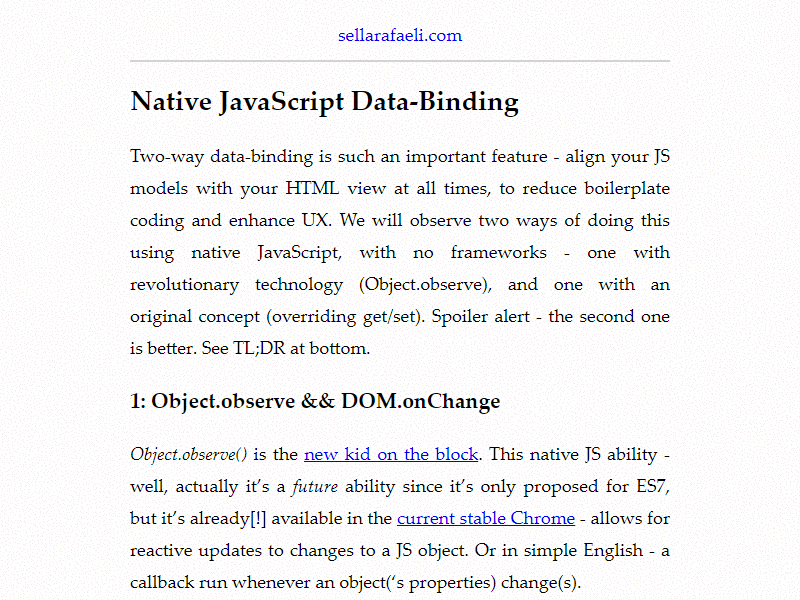 sellarafaeli.com
Native JavaScript Data-Binding
Two-way data-binding is such an important feature - align your JS
models with your HTML view at all times, to reduce boilerplate
coding and enhance UX. We will observe two ways of doing this
using native JavaScript, with no frameworks - one with
revolutionary technology (Object.observe), and one with an
original concept (overriding get/set). Spoiler alert - the second one
is better. See TL;DR at bottom.
1: Object.observe && DOM.onChange
Object.observe() is the new kid on the block. This native JS ability -
well, actually it’s a future ability since it’s only proposed for ES7,
but it’s already[!] available in the current stable Chrome - allows for
reactive updates to changes to a JS object. Or in simple English - a
callback run whenever an object(‘s properties) change(s).